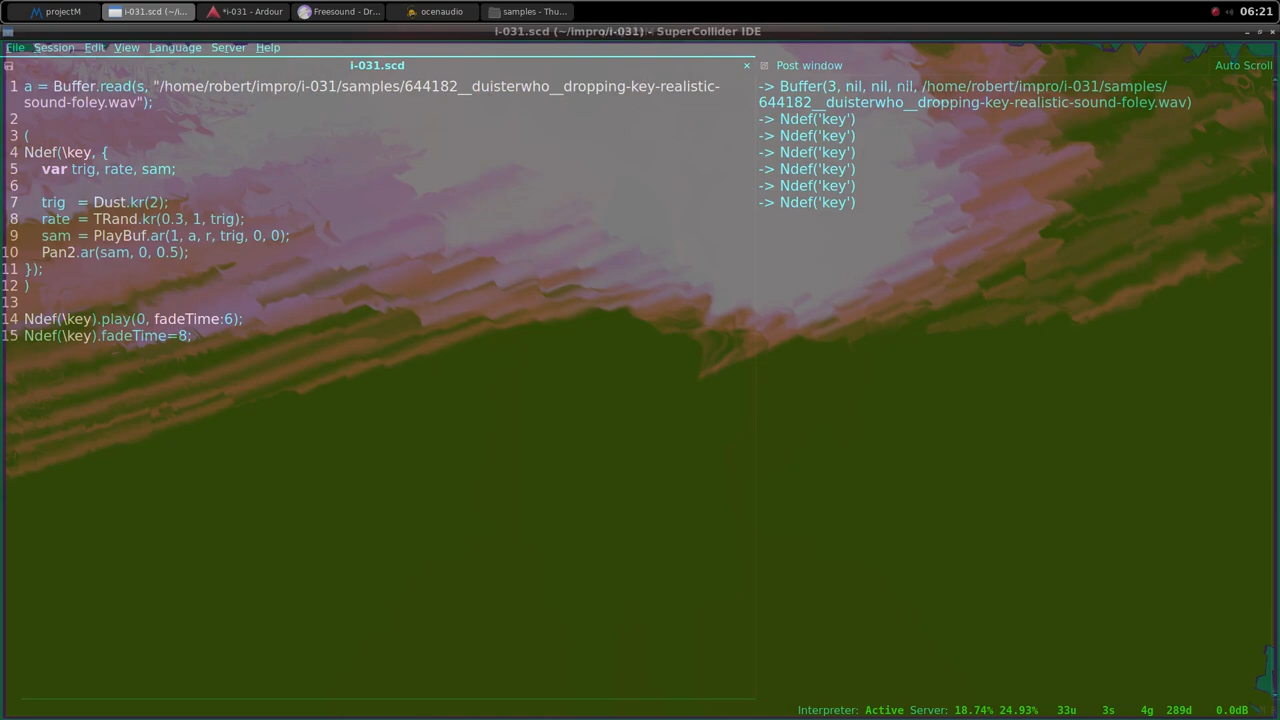 projectM
i-031.scd (~/i...
*i-031 - Ardour
Freesound - Dr...
ocenaudio
samples - Thu...
06:21
i-031.scd (~/impro/i-031) - SuperCollider IDE
File Session Edit View Language Server Help
i-031.scd
Post window
Auto Scroll
1 a = Buffer.read(s, "/home/robert/impro/i-031/samples/644182__duisterwho__dropping-key-realistic-
sound-foley.wav");
2
3 (
4 Ndef(\key, {
5 var trig, rate, sam;
6
7 trig = Dust.kr(2);
8 rate = TRand.kr(0.3, 1, trig);
9 sam = PlayBuf.ar(1, a, r, trig, 0, 0);
10 Pan2.ar(sam, 0, 0.5);
11 });
12 )
13
14 Ndef(\key).play(0, fadeTime:6);
15 Ndef(\key).fadeTime=8;
-> Buffer(3, nil, nil, nil, /home/robert/impro/i-031/samples/
644182__duisterwho__dropping-key-realistic-sound-foley.wav)
-> Ndef('key')
-> Ndef('key')
-> Ndef('key')
-> Ndef('key')
-> Ndef('key')
-> Ndef('key')
Interpreter: Active Server: 18.74% 24.93% 33u 3s 4g 289d 0.0dB